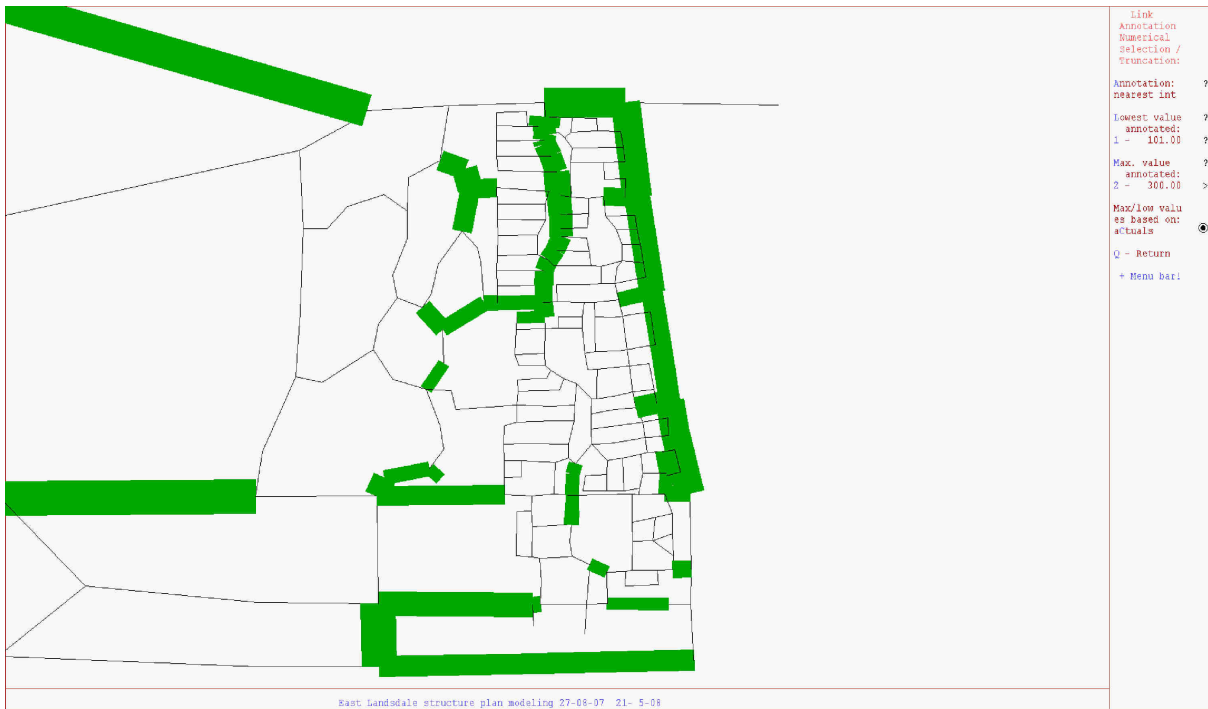 Link
Annotation
Numerical
Selection /
Truncation:
Annotation: ?
nearest int
Lowest value ?
annotated:
1 - 101.00 ?
Max. value ?
annotated:
2 - 300.00 >
Max/low valu
es based on:
aCtuals
Q - Return
+ Menu bar!
East Landsdale structure plan modeling 27-08-07 21- 5-08